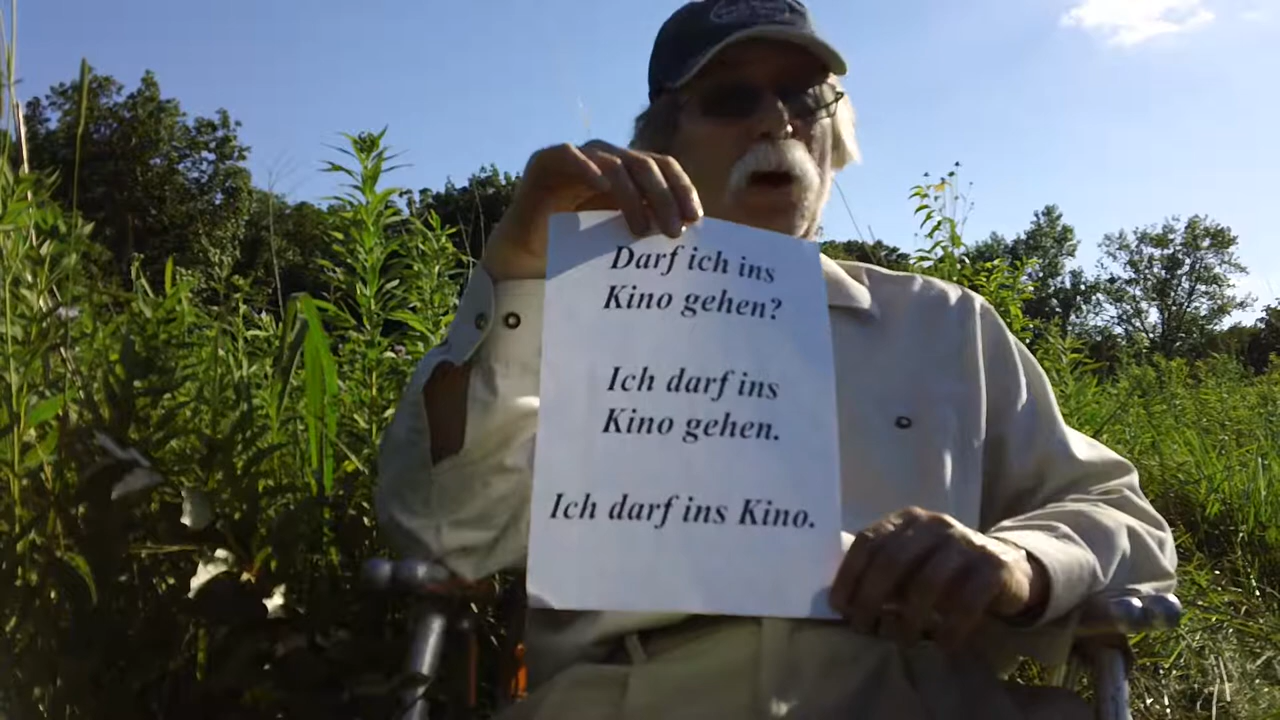 Darf ich ins
Kino gehen?
Ich darf ins
Kino gehen.
Ich darf ins Kino.